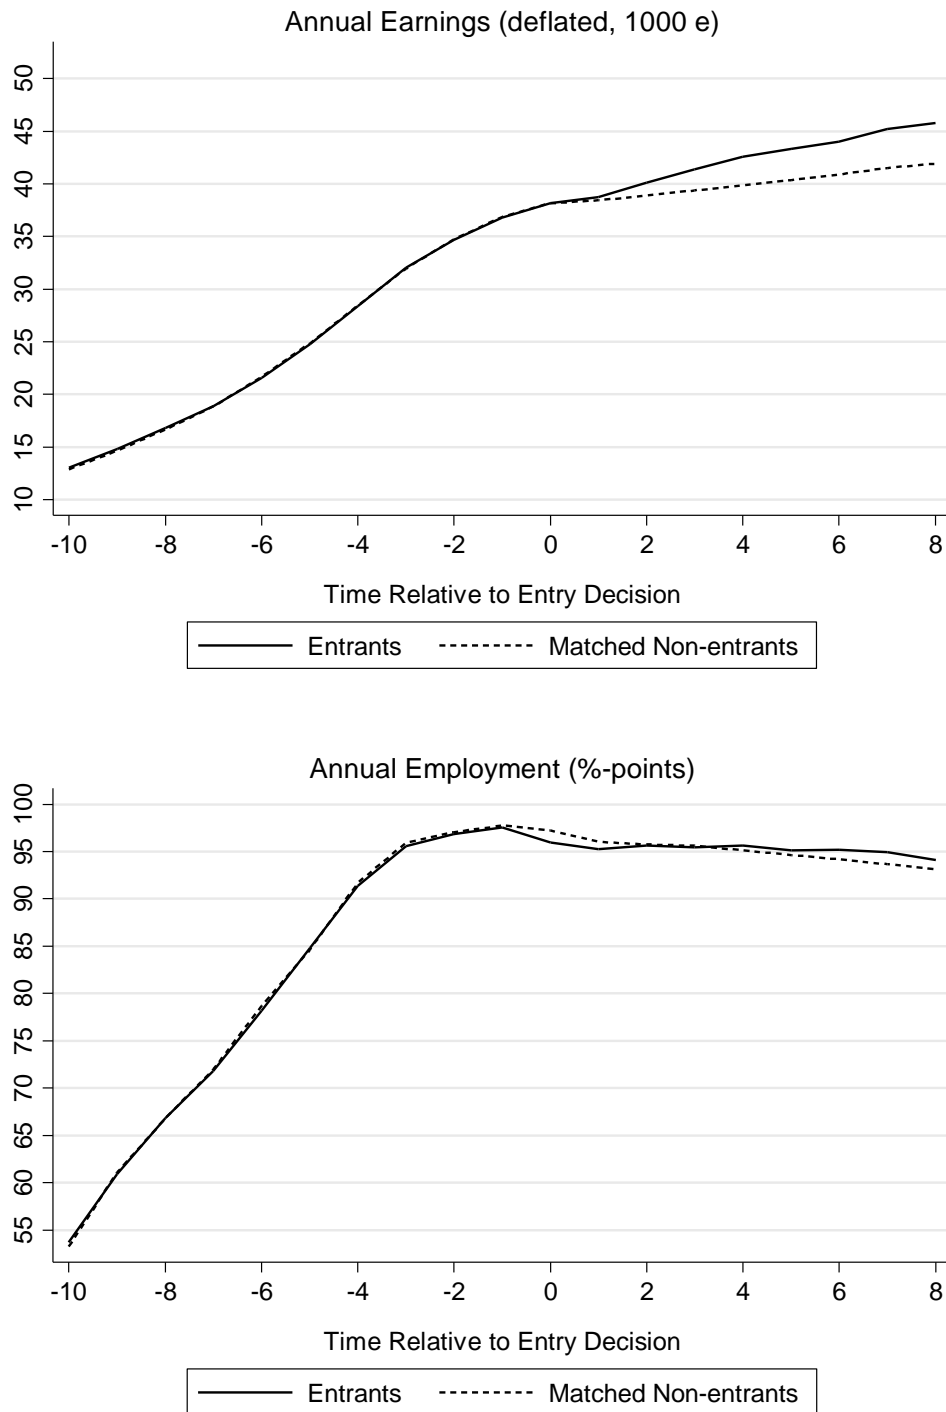 Annual Earnings (deflated, 1000 e)
50
45
40
35
30
25
20
15
10
-10 -8 -6 -4 -2 0 2 4 6 8
Time Relative to Entry Decision
Entrants Matched Non-entrants
Annual Employment (%-points)
100
95
90
85
80
75
70
65
60
55
-10 -8 -6 -4 -2 0 2 4 6 8
Time Relative to Entry Decision
Entrants Matched Non-entrants